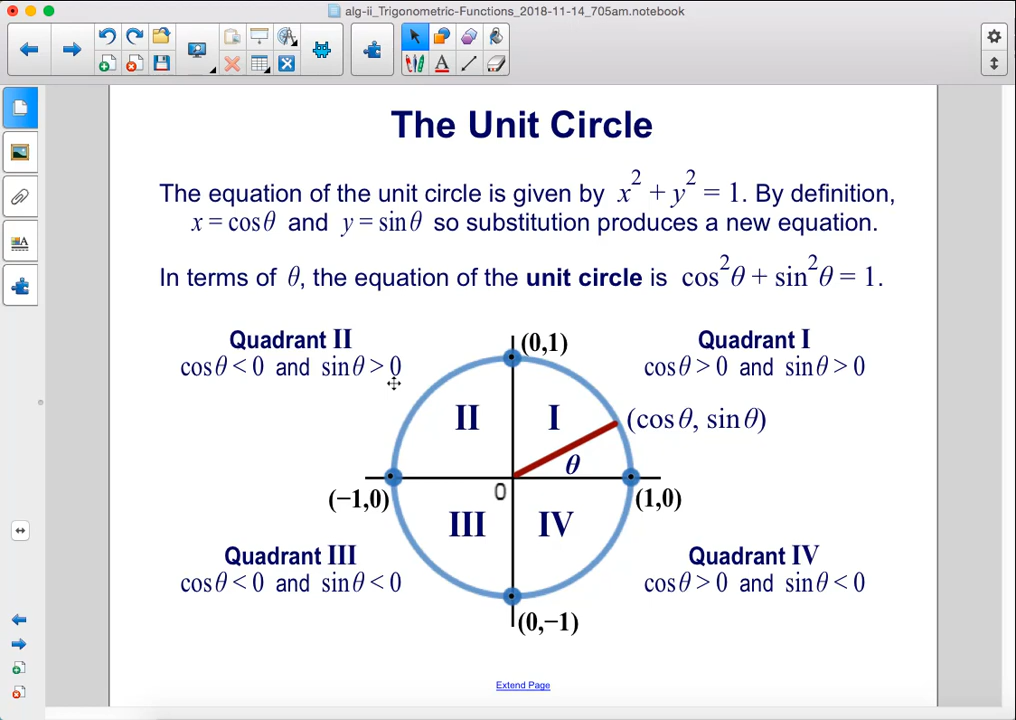 alg-ii_Trigonometric-Functions_2018-11-14_705am.notebook
The Unit Circle
The equation of the unit circle is given by x² + y² = 1. By definition,
x = cosθ and y = sinθ so substitution produces a new equation.
In terms of θ, the equation of the unit circle is cos²θ + sin²θ = 1.
Quadrant II
cosθ < 0 and sinθ > 0
(0,1)
Quadrant I
cosθ > 0 and sinθ > 0
II
I
(cosθ, sinθ)
θ
(−1,0)
0
(1,0)
III
IV
Quadrant III
cosθ < 0 and sinθ < 0
Quadrant IV
cosθ > 0 and sinθ < 0
(0,−1)
Extend Page